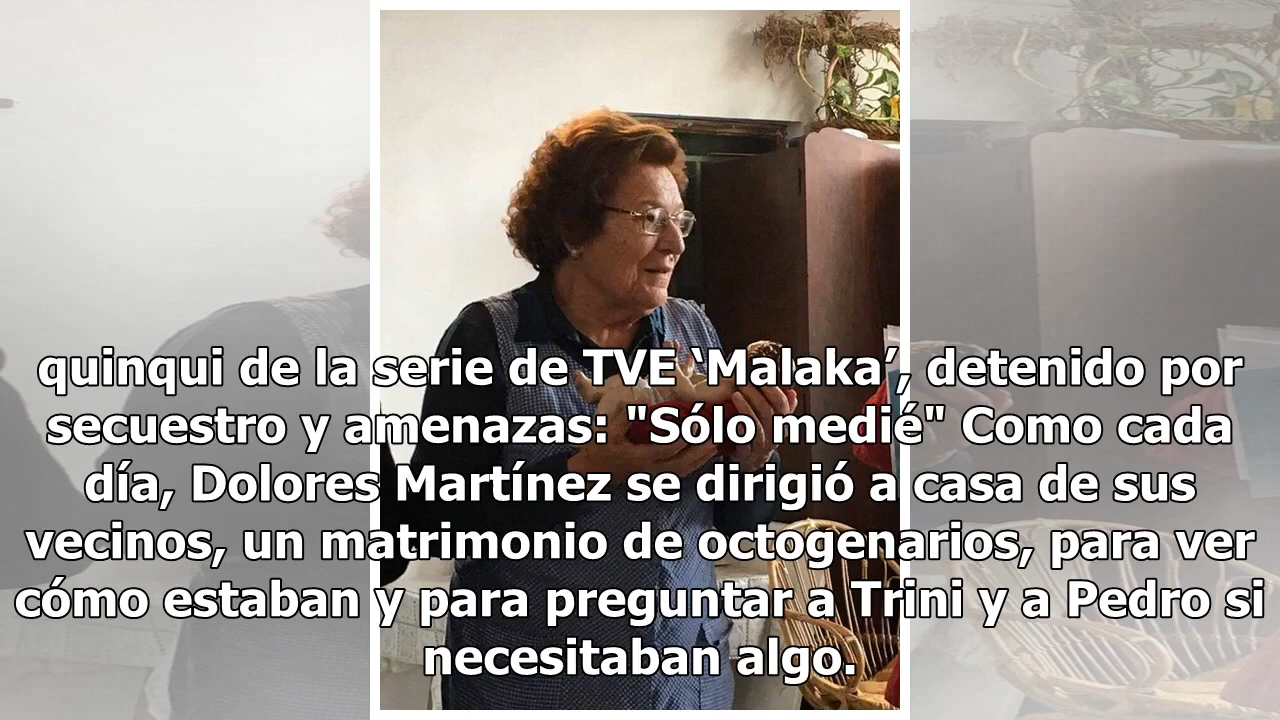 quinqui de la serie de TVE ‘Malaka’, detenido por
secuestro y amenazas: "Sólo medié" Como cada
día, Dolores Martínez se dirigió a casa de sus
vecinos, un matrimonio de octogenarios, para ver
cómo estaban y para preguntar a Trini y a Pedro si
necesitaban algo.